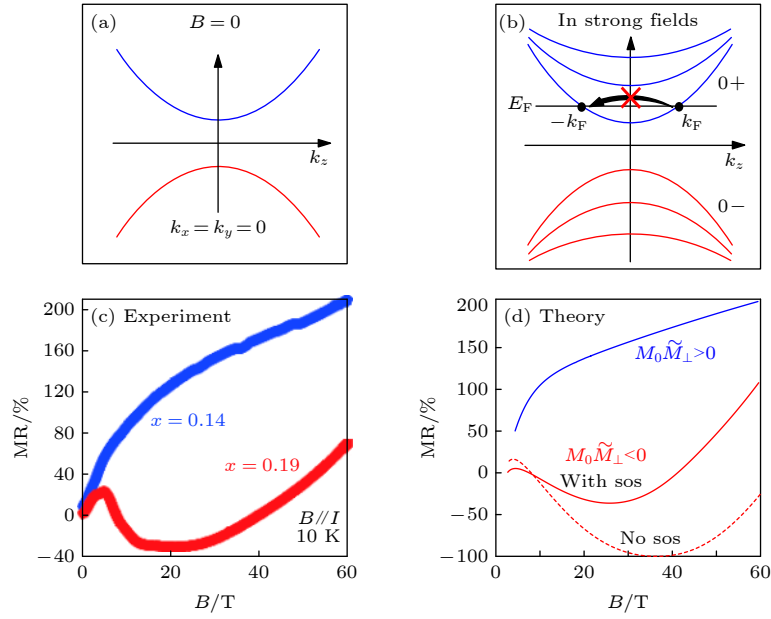 (a)
B=0
k_z
k_x=k_y=0
(b)
In strong fields
0+
E_F
−k_F
k_F
k_z
0−
(c) Experiment
MR/%
200
160
120
80
40
0
−40
x=0.14
x=0.19
B//I
10 K
0
20
40
60
B/T
(d) Theory
MR/%
200
150
100
50
0
−50
−100
M₀M̃⊥>0
M₀M̃⊥<0
With sos
No sos
0
20
40
60
B/T